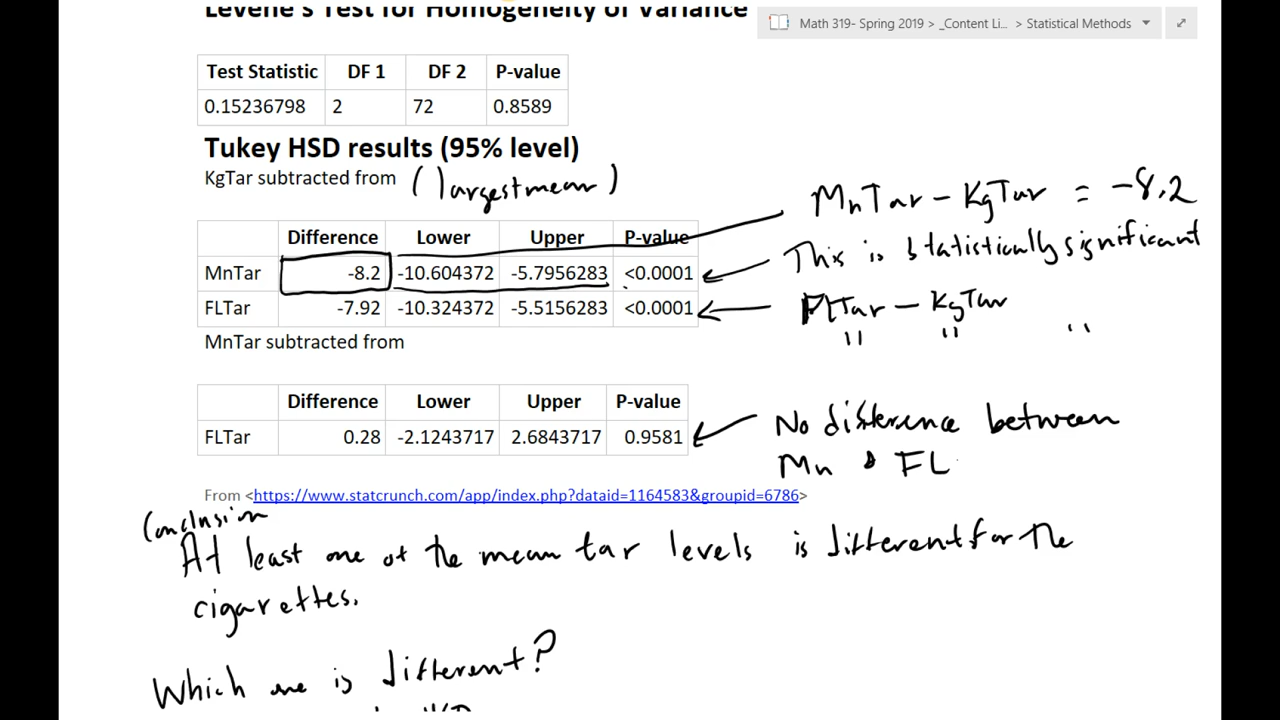 Levene's Test for Homogeneity of Variance
Math 319- Spring 2019 > _Content Li... > Statistical Methods
Test Statistic DF 1 DF 2 P-value
0.15236798 2 72 0.8589
Tukey HSD results (95% level)
KgTar subtracted from (largest mean)
MnTar - KgTar = -8.2
Difference Lower Upper P-value
This is statistically significant
MnTar -8.2 -10.604372 -5.7956283 <0.0001
FLTar -7.92 -10.324372 -5.5156283 <0.0001
FLTar - KgTar
" " "
MnTar subtracted from
Difference Lower Upper P-value
FLTar 0.28 -2.1243717 2.6843717 0.9581
No difference between
Mn & FL
From <https://www.statcrunch.com/app/index.php?dataid=1164583&groupid=6786>
Conclusion
At least one of the mean tar levels is different for the
cigarettes.
Which one is different?